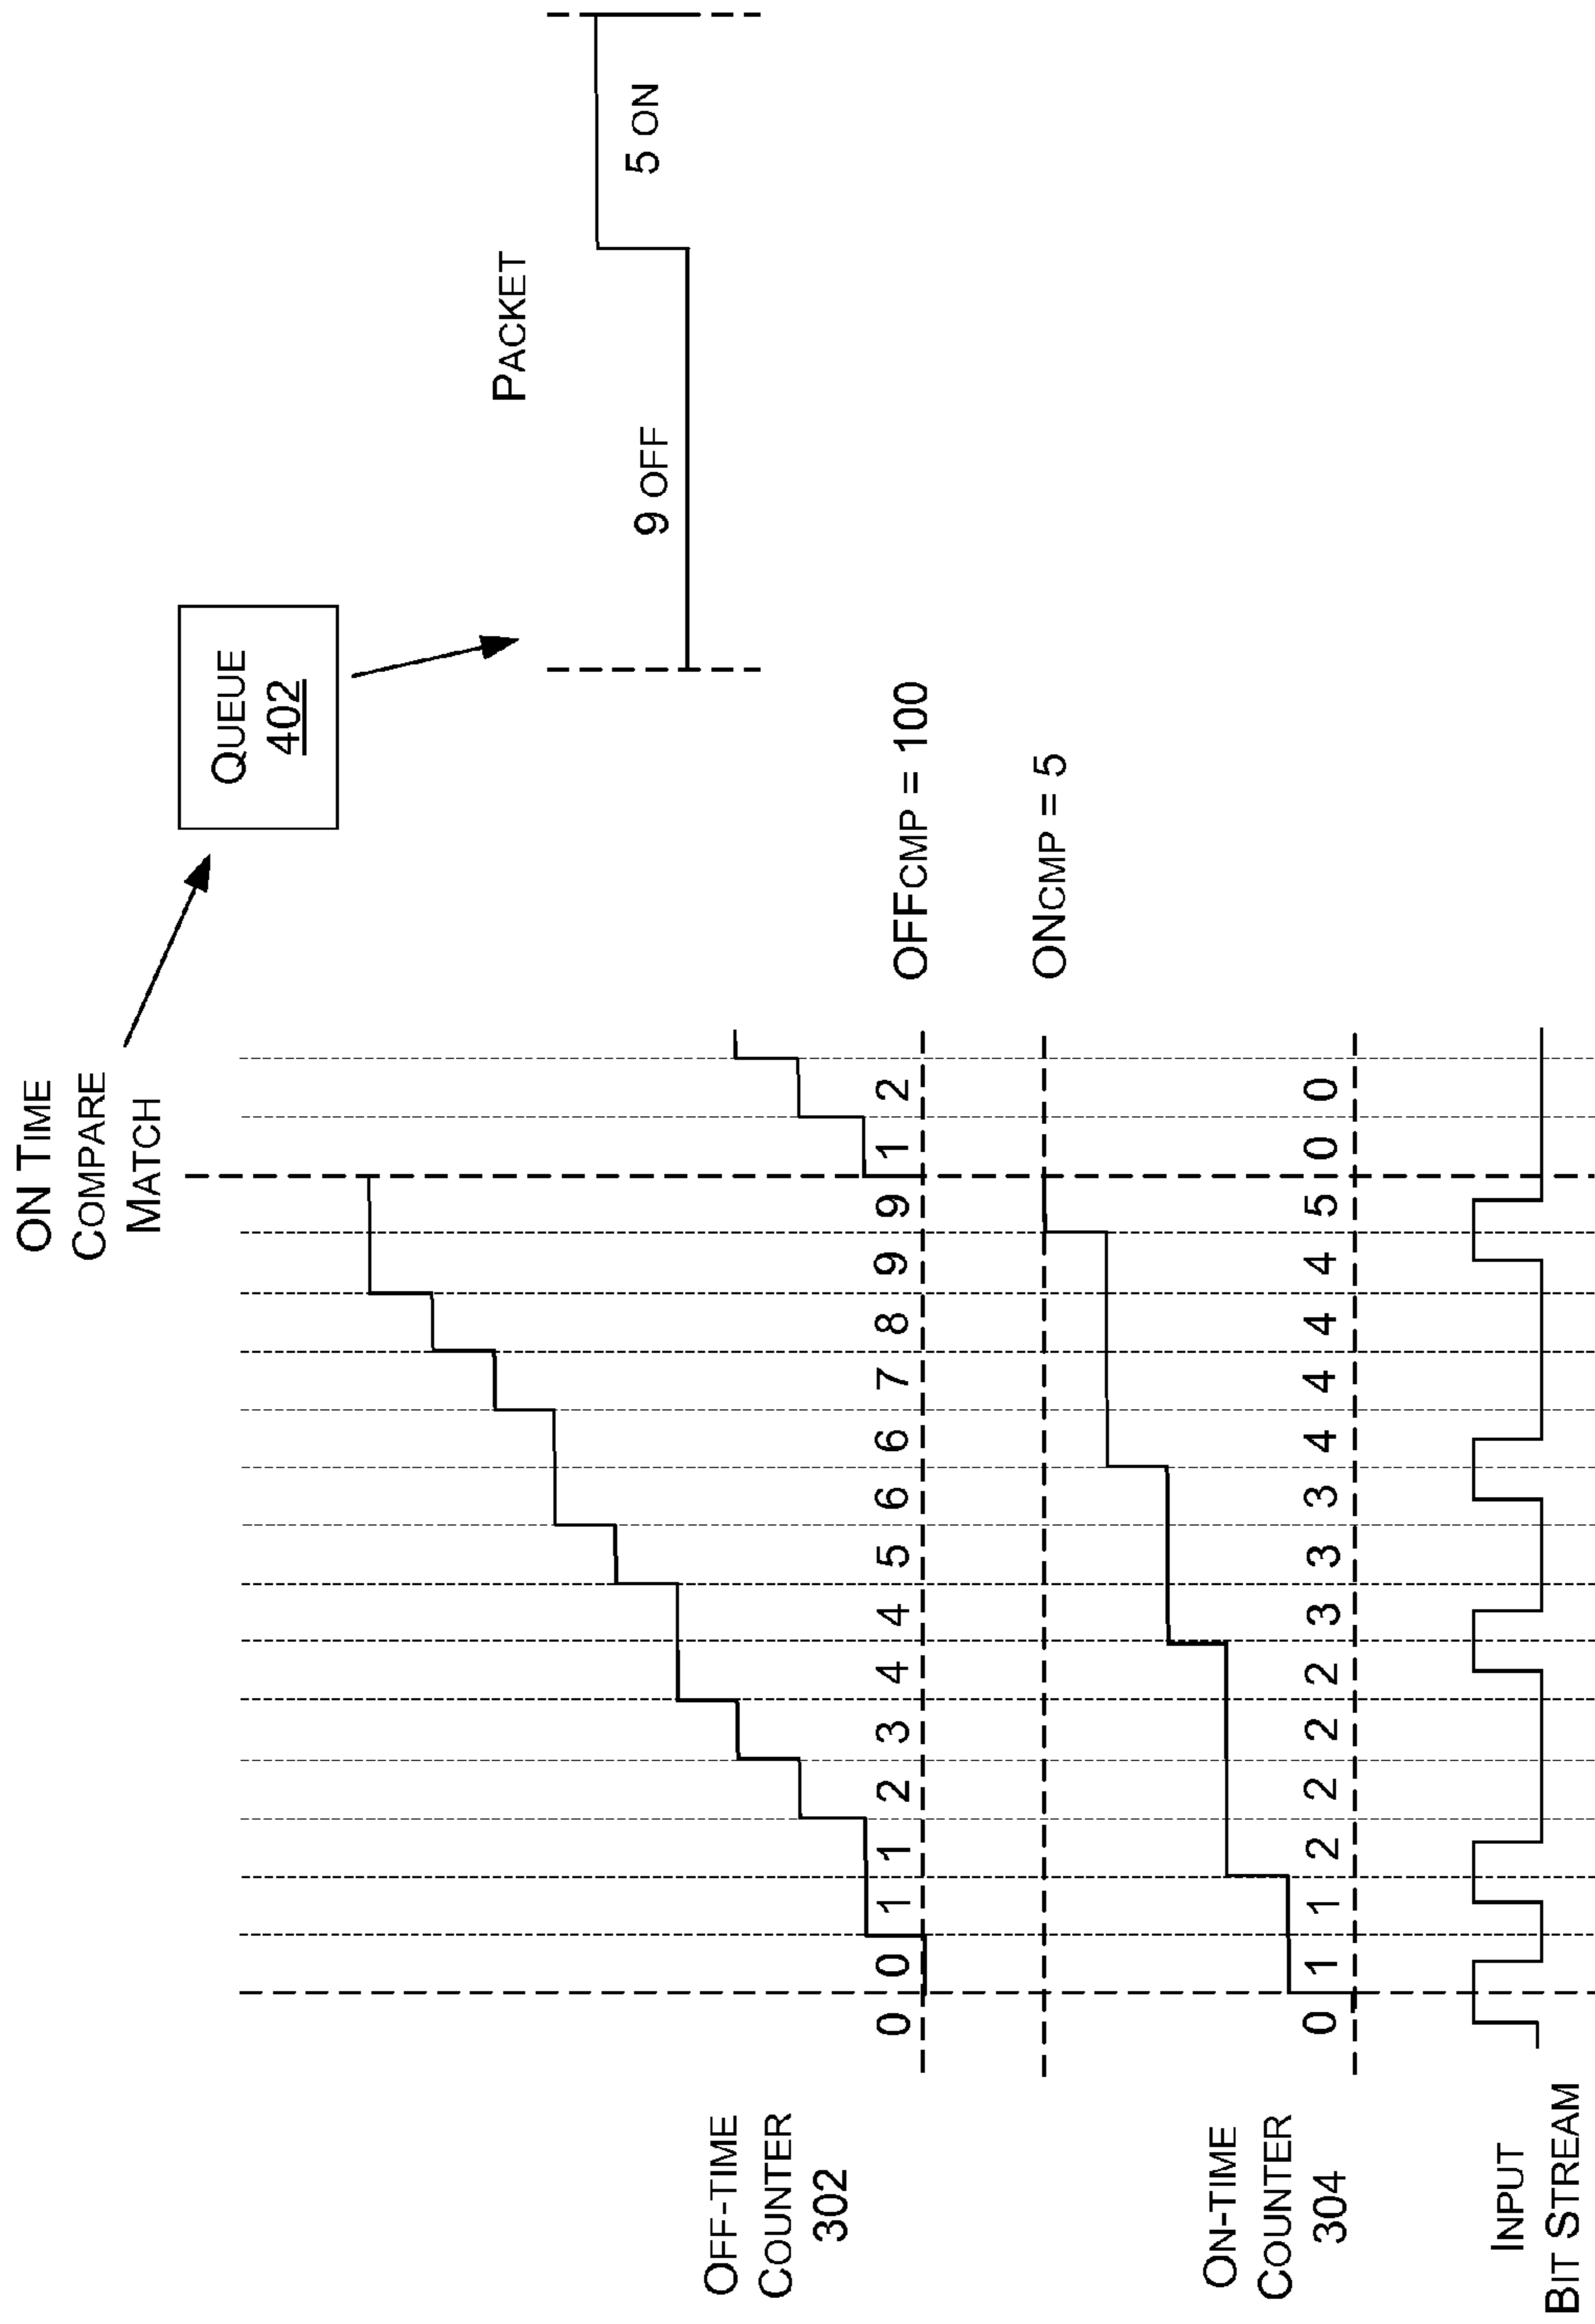 ON TIME
COMPARE
MATCH
QUEUE
402
PACKET
9 OFF
5 ON
OFF-TIME
COUNTER
302
0 0 1 1 2 3 4 4 5 6 6 7 8 9 9 1 2
OFFCMP = 100
ONCMP = 5
ON-TIME
COUNTER
304
0 1 1 2 2 2 2 3 3 3 4 4 4 4 5 0 0
INPUT
BIT STREAM